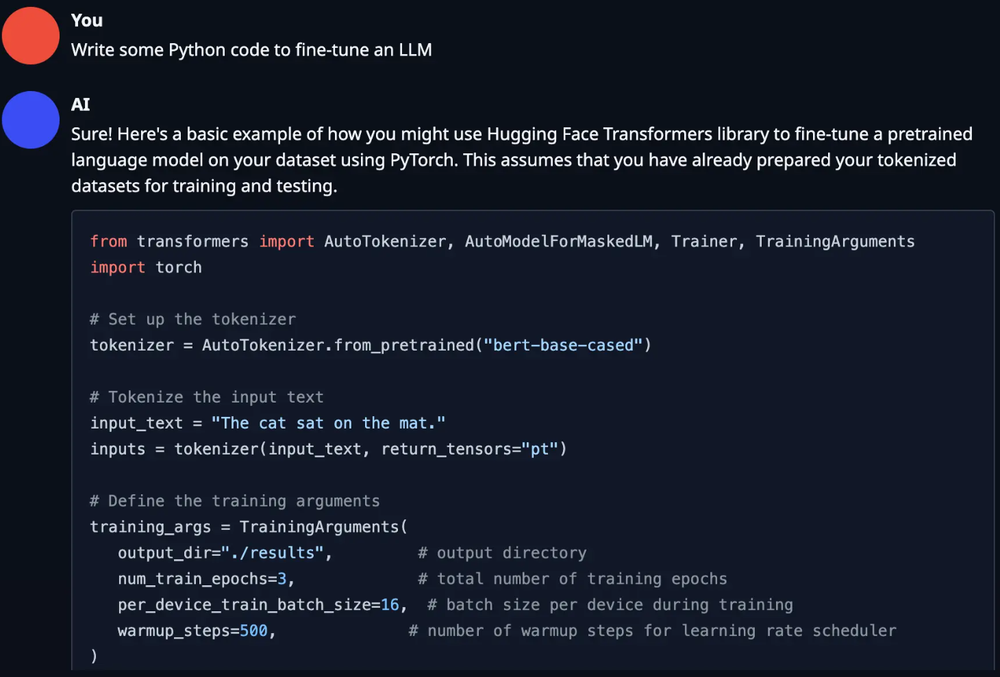 You
Write some Python code to fine-tune an LLM
AI
Sure! Here's a basic example of how you might use Hugging Face Transformers library to fine-tune a pretrained
language model on your dataset using PyTorch. This assumes that you have already prepared your tokenized
datasets for training and testing.
from transformers import AutoTokenizer, AutoModelForMaskedLM, Trainer, TrainingArguments
import torch
# Set up the tokenizer
tokenizer = AutoTokenizer.from_pretrained("bert-base-cased")
# Tokenize the input text
input_text = "The cat sat on the mat."
inputs = tokenizer(input_text, return_tensors="pt")
# Define the training arguments
training_args = TrainingArguments(
   output_dir="./results",         # output directory
   num_train_epochs=3,             # total number of training epochs
   per_device_train_batch_size=16,  # batch size per device during training
   warmup_steps=500,              # number of warmup steps for learning rate scheduler
)